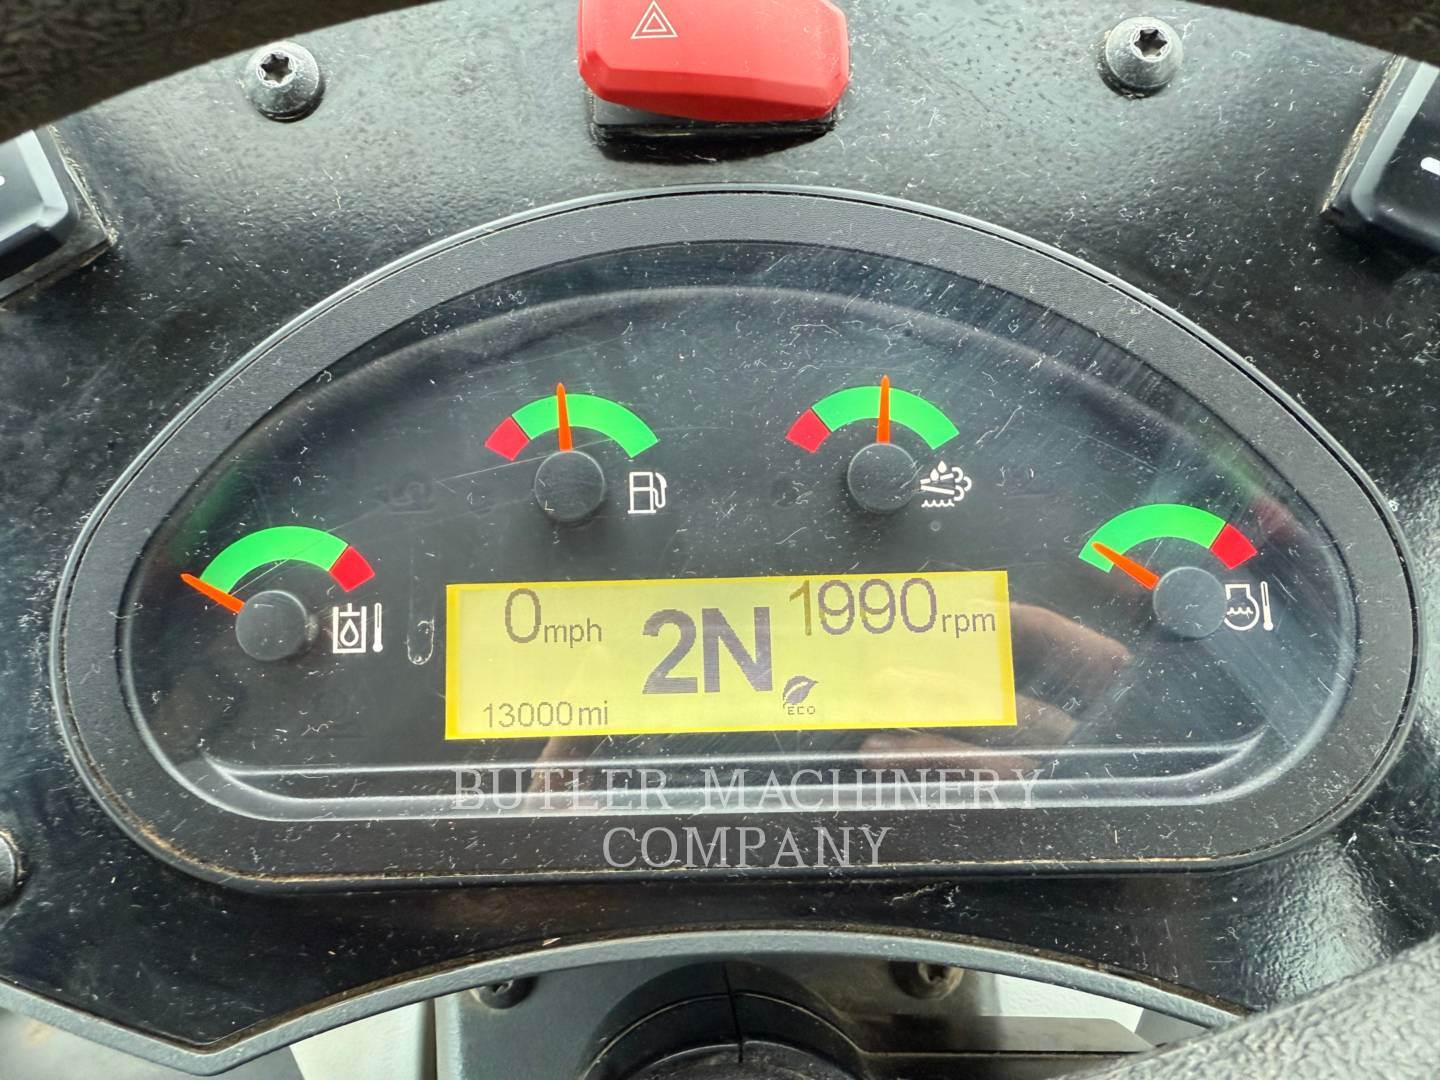 0mph 2N 1990rpm
13000mi ECO
BUTLER MACHINERY
COMPANY